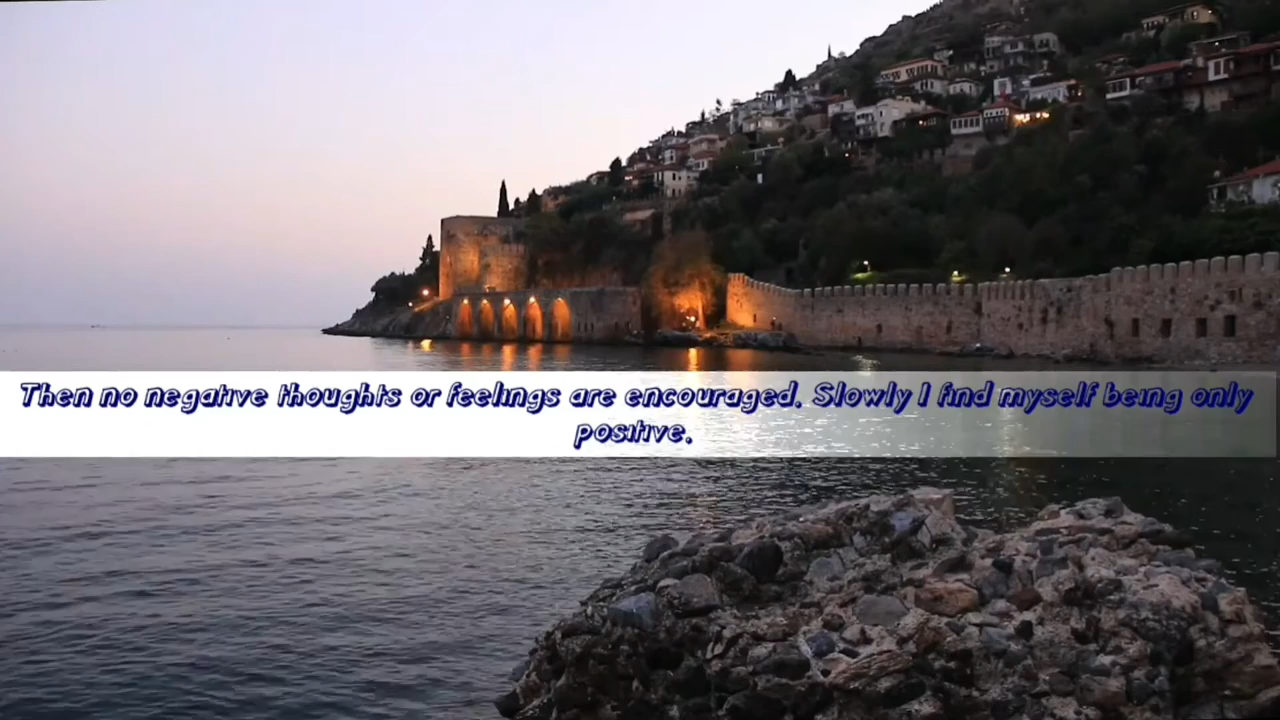 Then no negative thoughts or feelings are encouraged. Slowly I find myself being only
positive.